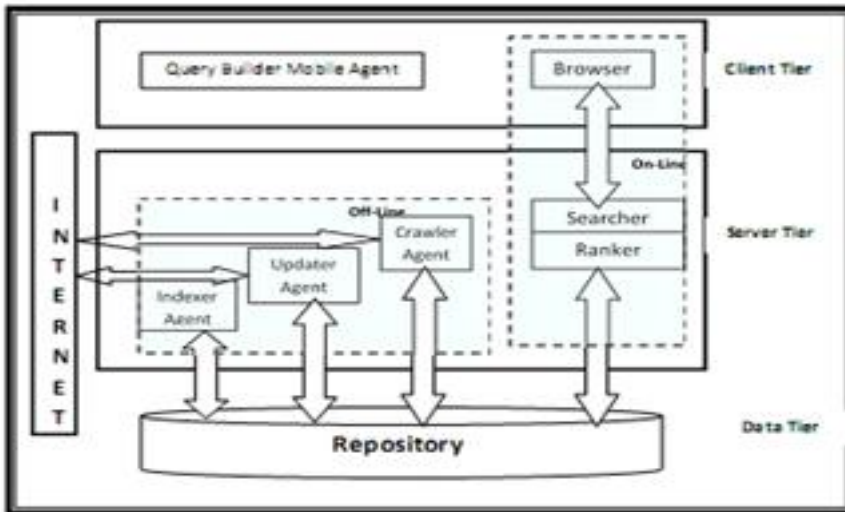 Query Builder Mobile Agent
Browser
Client Tier
On-Line
INTERNET
Off-Line
Crawler
Agent
Searcher
Ranker
Server Tier
Updater
Agent
Indexer
Agent
Repository
Data Tier